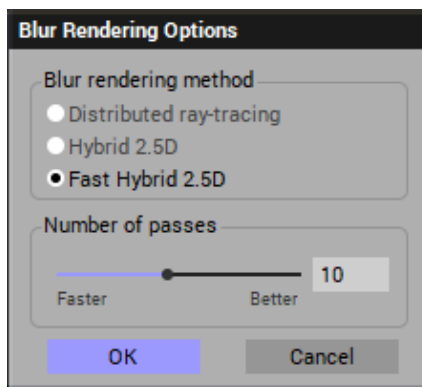 Blur Rendering Options
Blur rendering method
Distributed ray-tracing
Hybrid 2.5D
Fast Hybrid 2.5D
Number of passes
10
Faster Better
OK Cancel